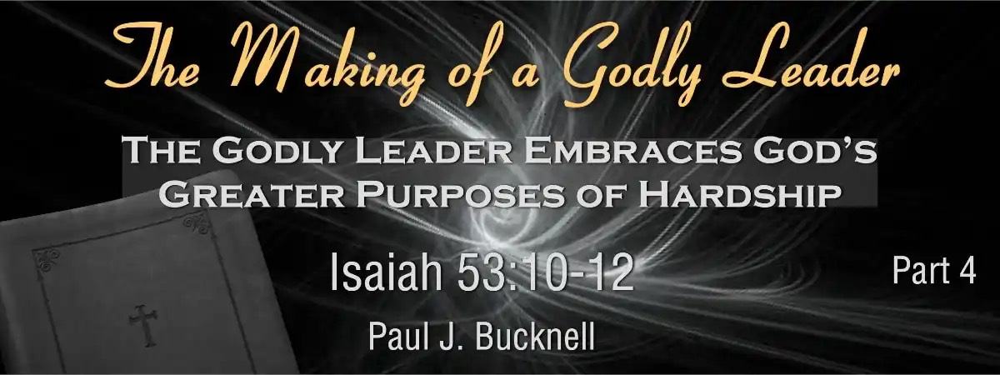 The Making of a Godly Leader
The Godly Leader Embraces God’s
Greater Purposes of Hardship
Isaiah 53:10-12
Part 4
Paul J. Bucknell